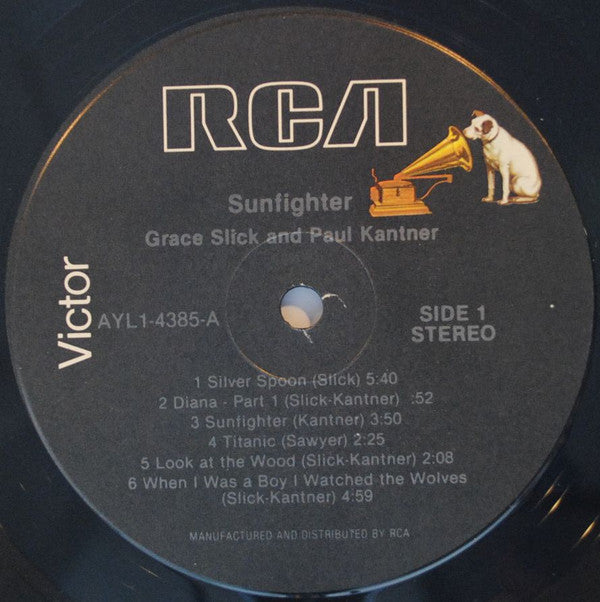 RCA
Sunfighter
Grace Slick and Paul Kantner
Victor
AYL1-4385-A
SIDE 1
STEREO
1 Silver Spoon (Slick) 5:40
2 Diana - Part 1 (Slick-Kantner) :52
3 Sunfighter (Kantner) 3:50
4 Titanic (Sawyer) 2:25
5 Look at the Wood (Slick-Kantner) 2:08
6 When I Was a Boy I Watched the Wolves
(Slick-Kantner) 4:59
MANUFACTURED AND DISTRIBUTED BY RCA